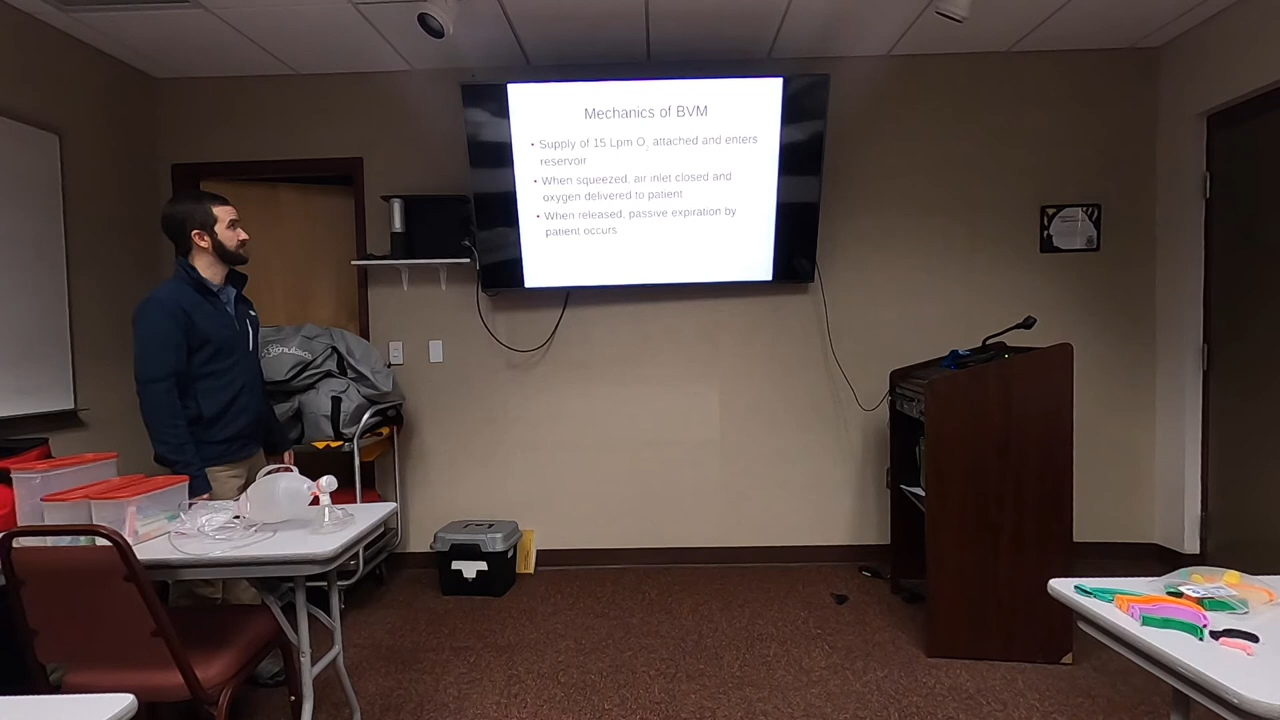 Mechanics of BVM
• Supply of 15 Lpm O2 attached and enters
reservoir
• When squeezed, air inlet closed and
oxygen delivered to patient
• When released, passive expiration by
patient occurs
Simulaids